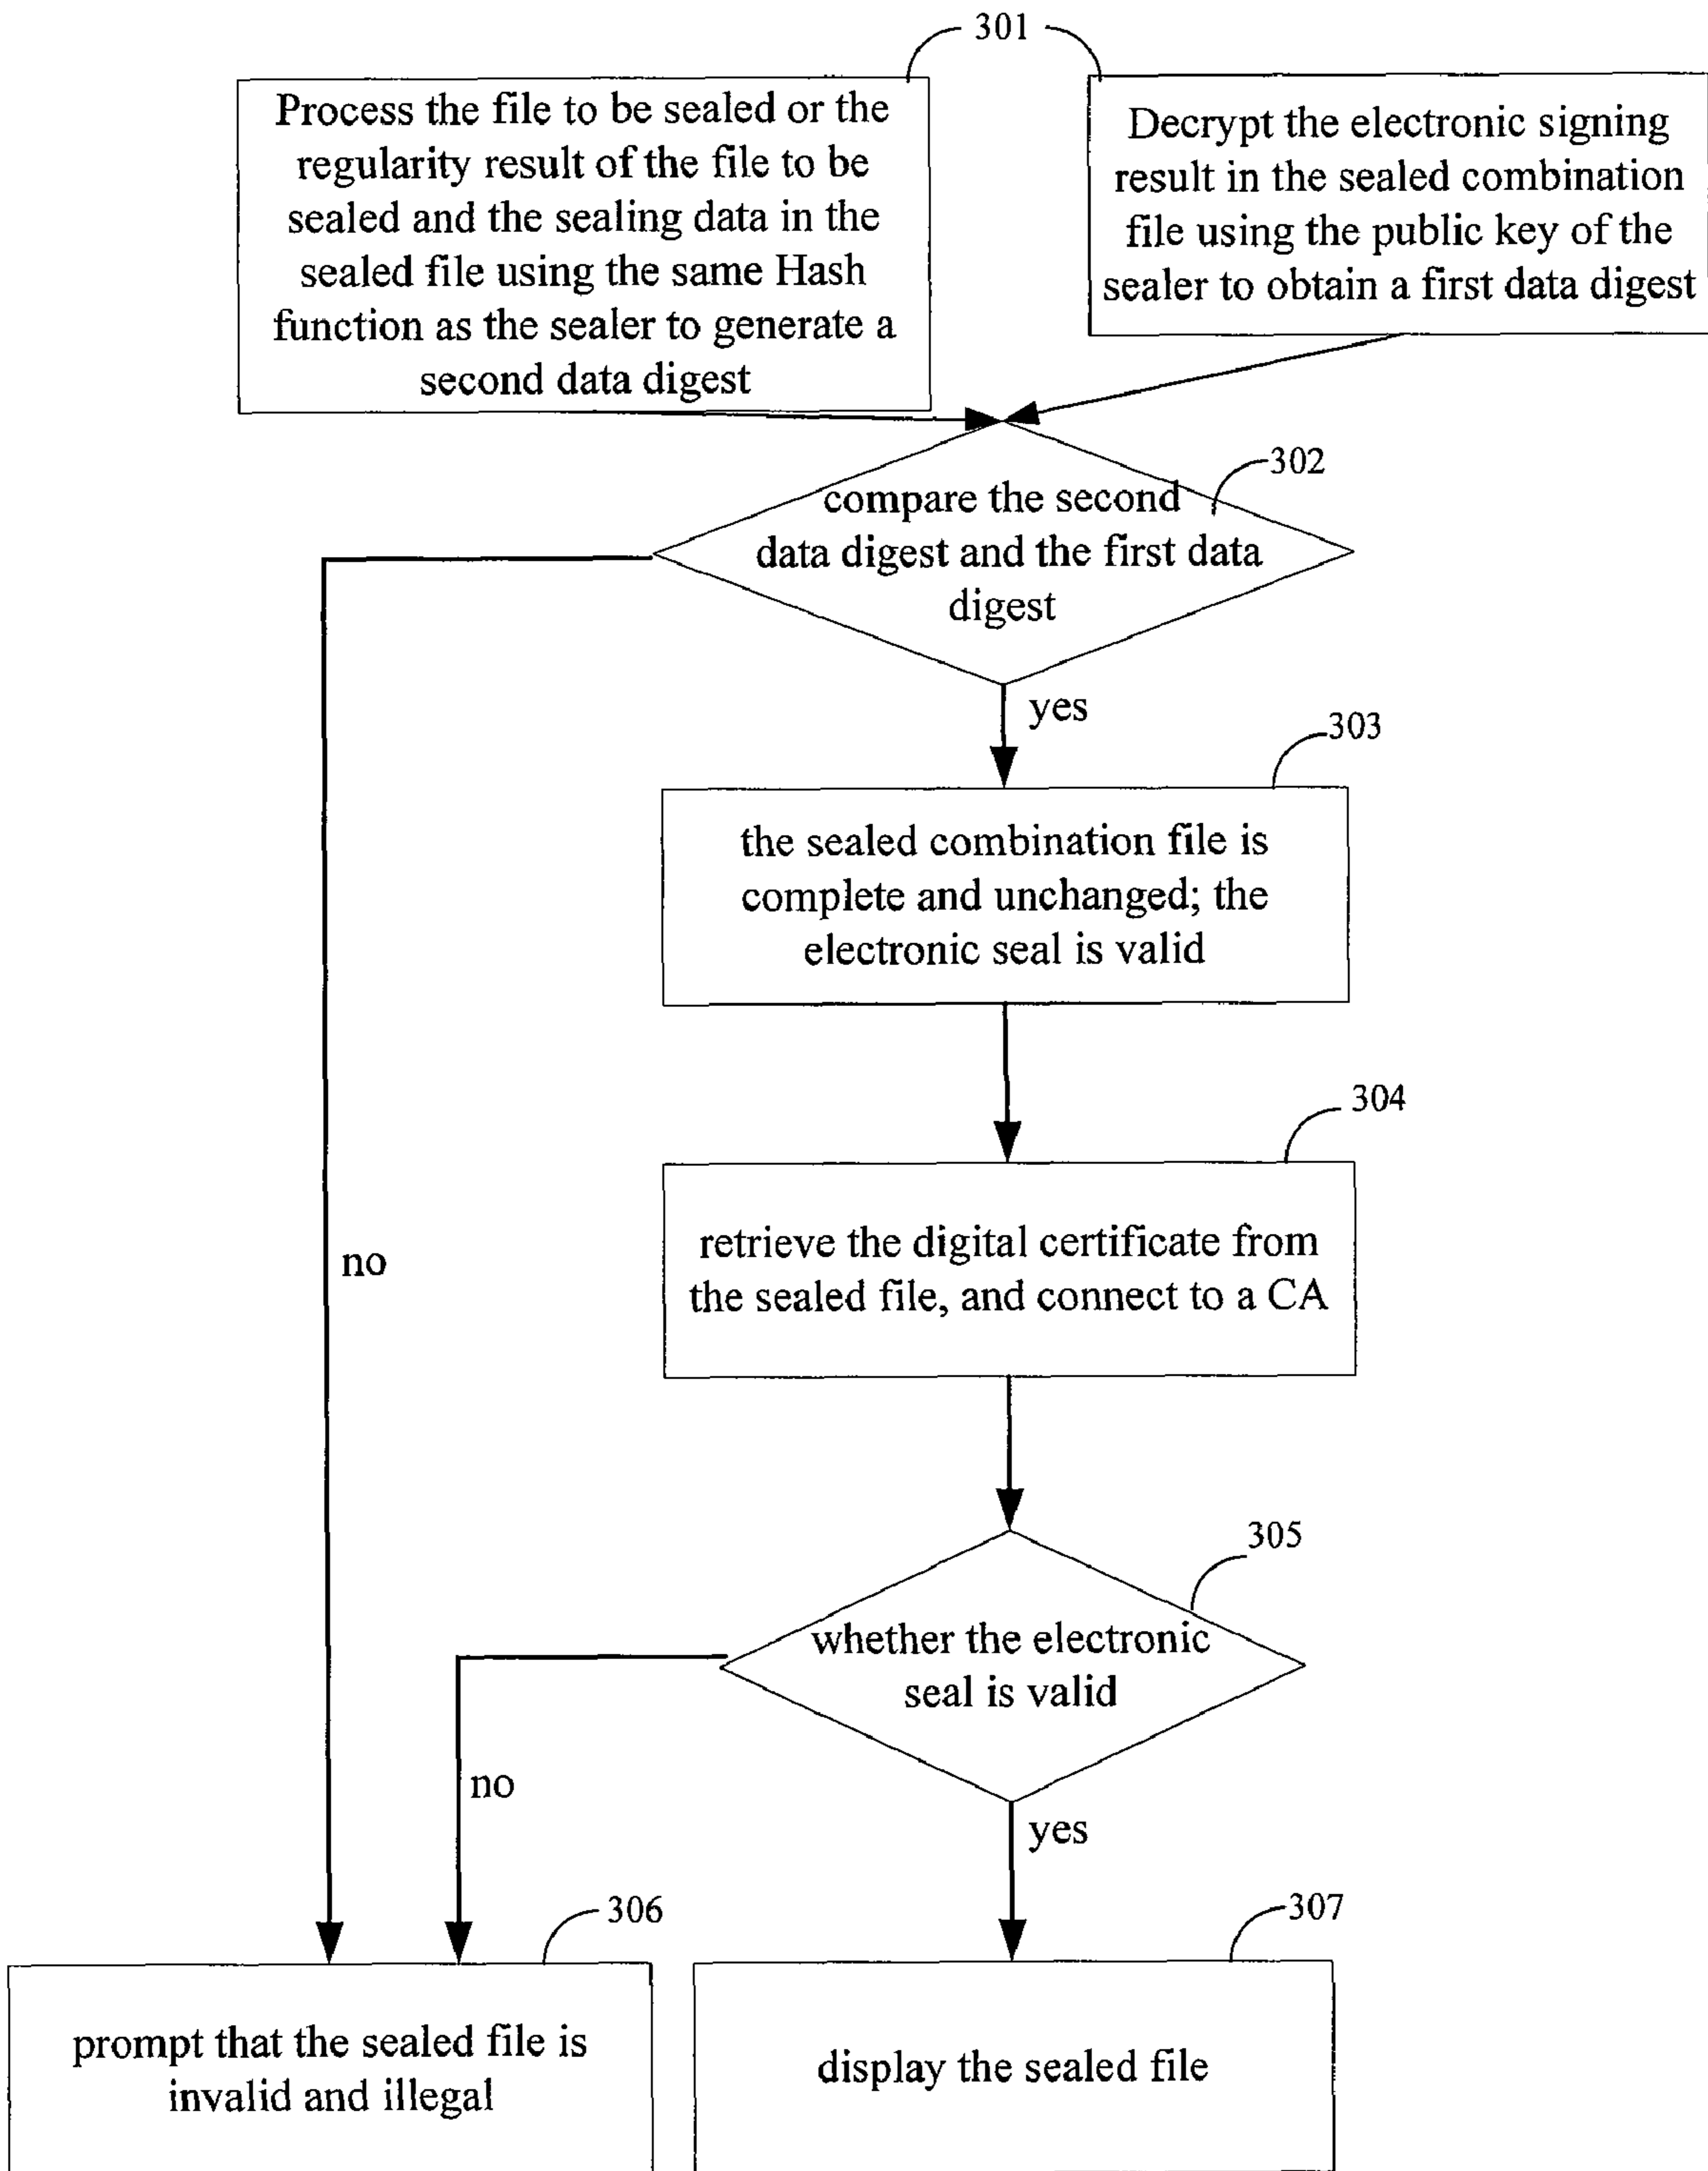 301
Process the file to be sealed or the
regularity result of the file to be
sealed and the sealing data in the
sealed file using the same Hash
function as the sealer to generate a
second data digest
Decrypt the electronic signing
result in the sealed combination
file using the public key of the
sealer to obtain a first data digest
302
compare the second
data digest and the first data
digest
yes
303
the sealed combination file is
complete and unchanged; the
electronic seal is valid
304
retrieve the digital certificate from
the sealed file, and connect to a CA
no
305
whether the electronic
seal is valid
no
yes
306
prompt that the sealed file is
invalid and illegal
307
display the sealed file